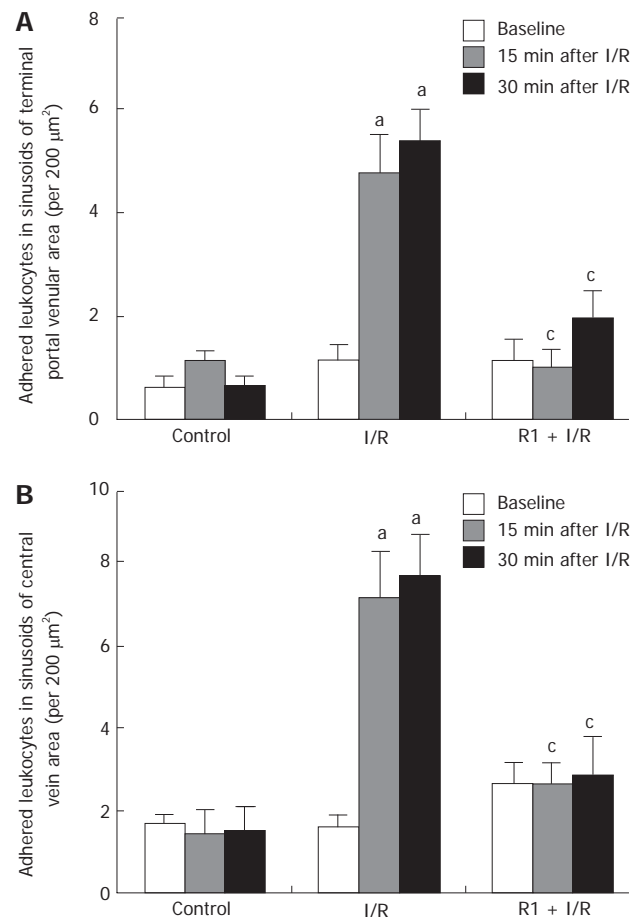 A
Adhered leukocytes in sinusoids of terminal
portal venular area (per 200 μm²)
8
6
4
2
0
Baseline
15 min after I/R
30 min after I/R
a
a
c
c
Control
I/R
R1 + I/R
B
Adhered leukocytes in sinusoids of central
vein area (per 200 μm²)
10
8
6
4
2
0
Baseline
15 min after I/R
30 min after I/R
a
a
c
c
Control
I/R
R1 + I/R